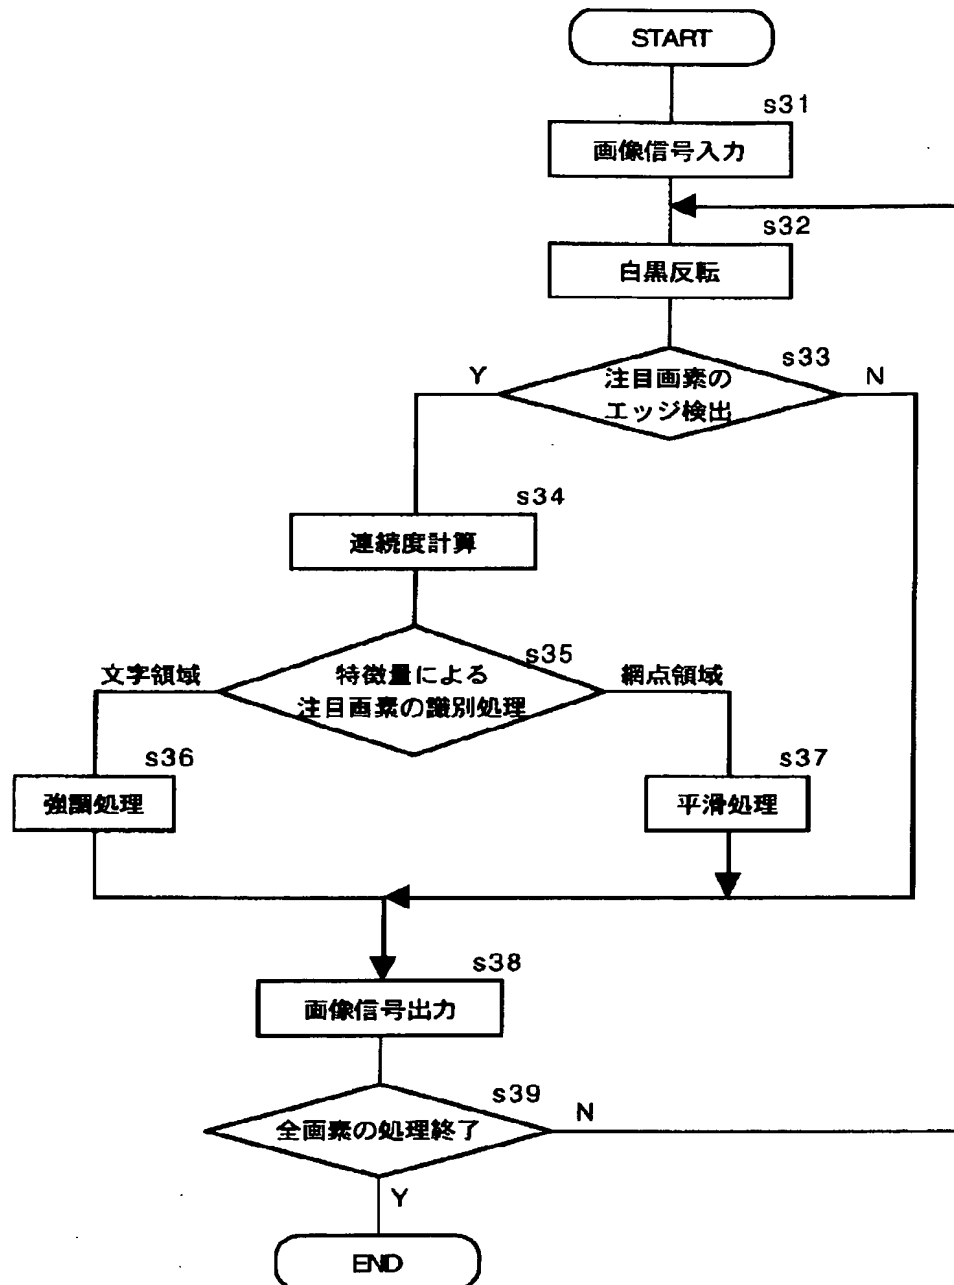 START
s31
画像信号入力
s32
白黒反転
s33
Y
N
注目画素の
エッジ検出
s34
連続度計算
s35
文字領域
特徴量による
網点領域
注目画素の識別処理
s36
s37
強調処理
平滑処理
s38
画像信号出力
s39
全画素の処理終了
N
Y
END